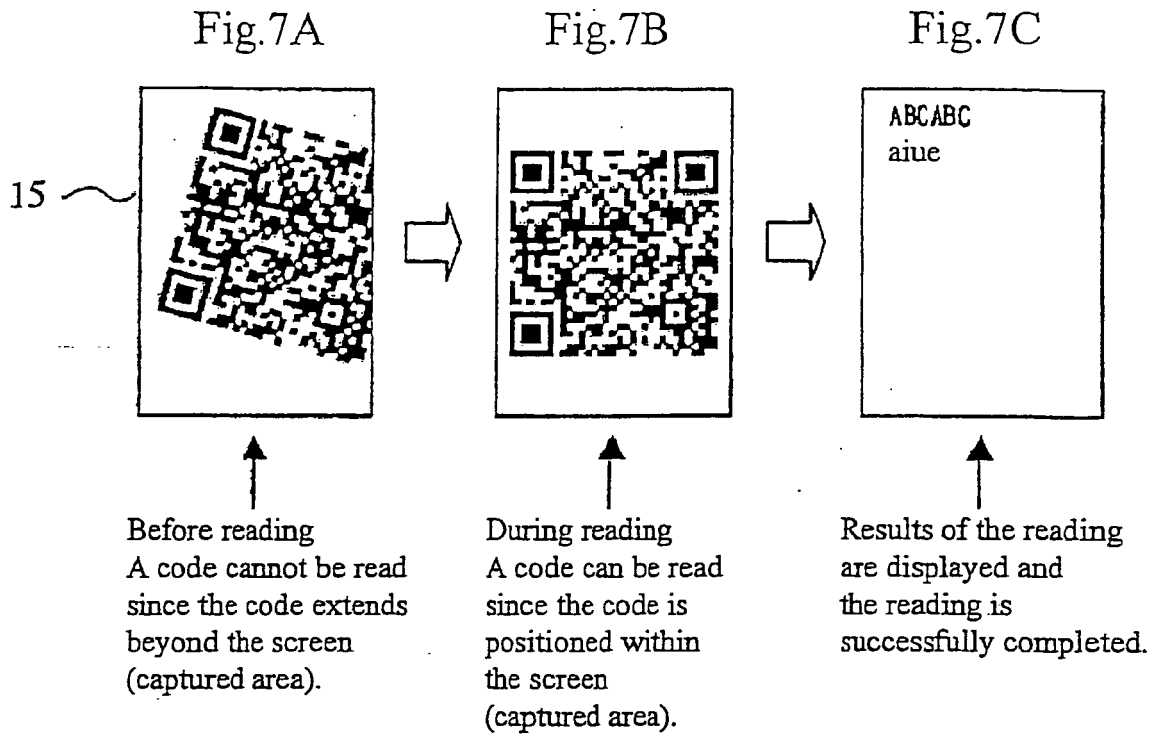 Fig.7A
Fig.7B
Fig.7C
15
ABCABC
aiue
Before reading
A code cannot be read
since the code extends
beyond the screen
(captured area).
During reading
A code can be read
since the code is
positioned within
the screen
(captured area).
Results of the reading
are displayed and
the reading is
successfully completed.